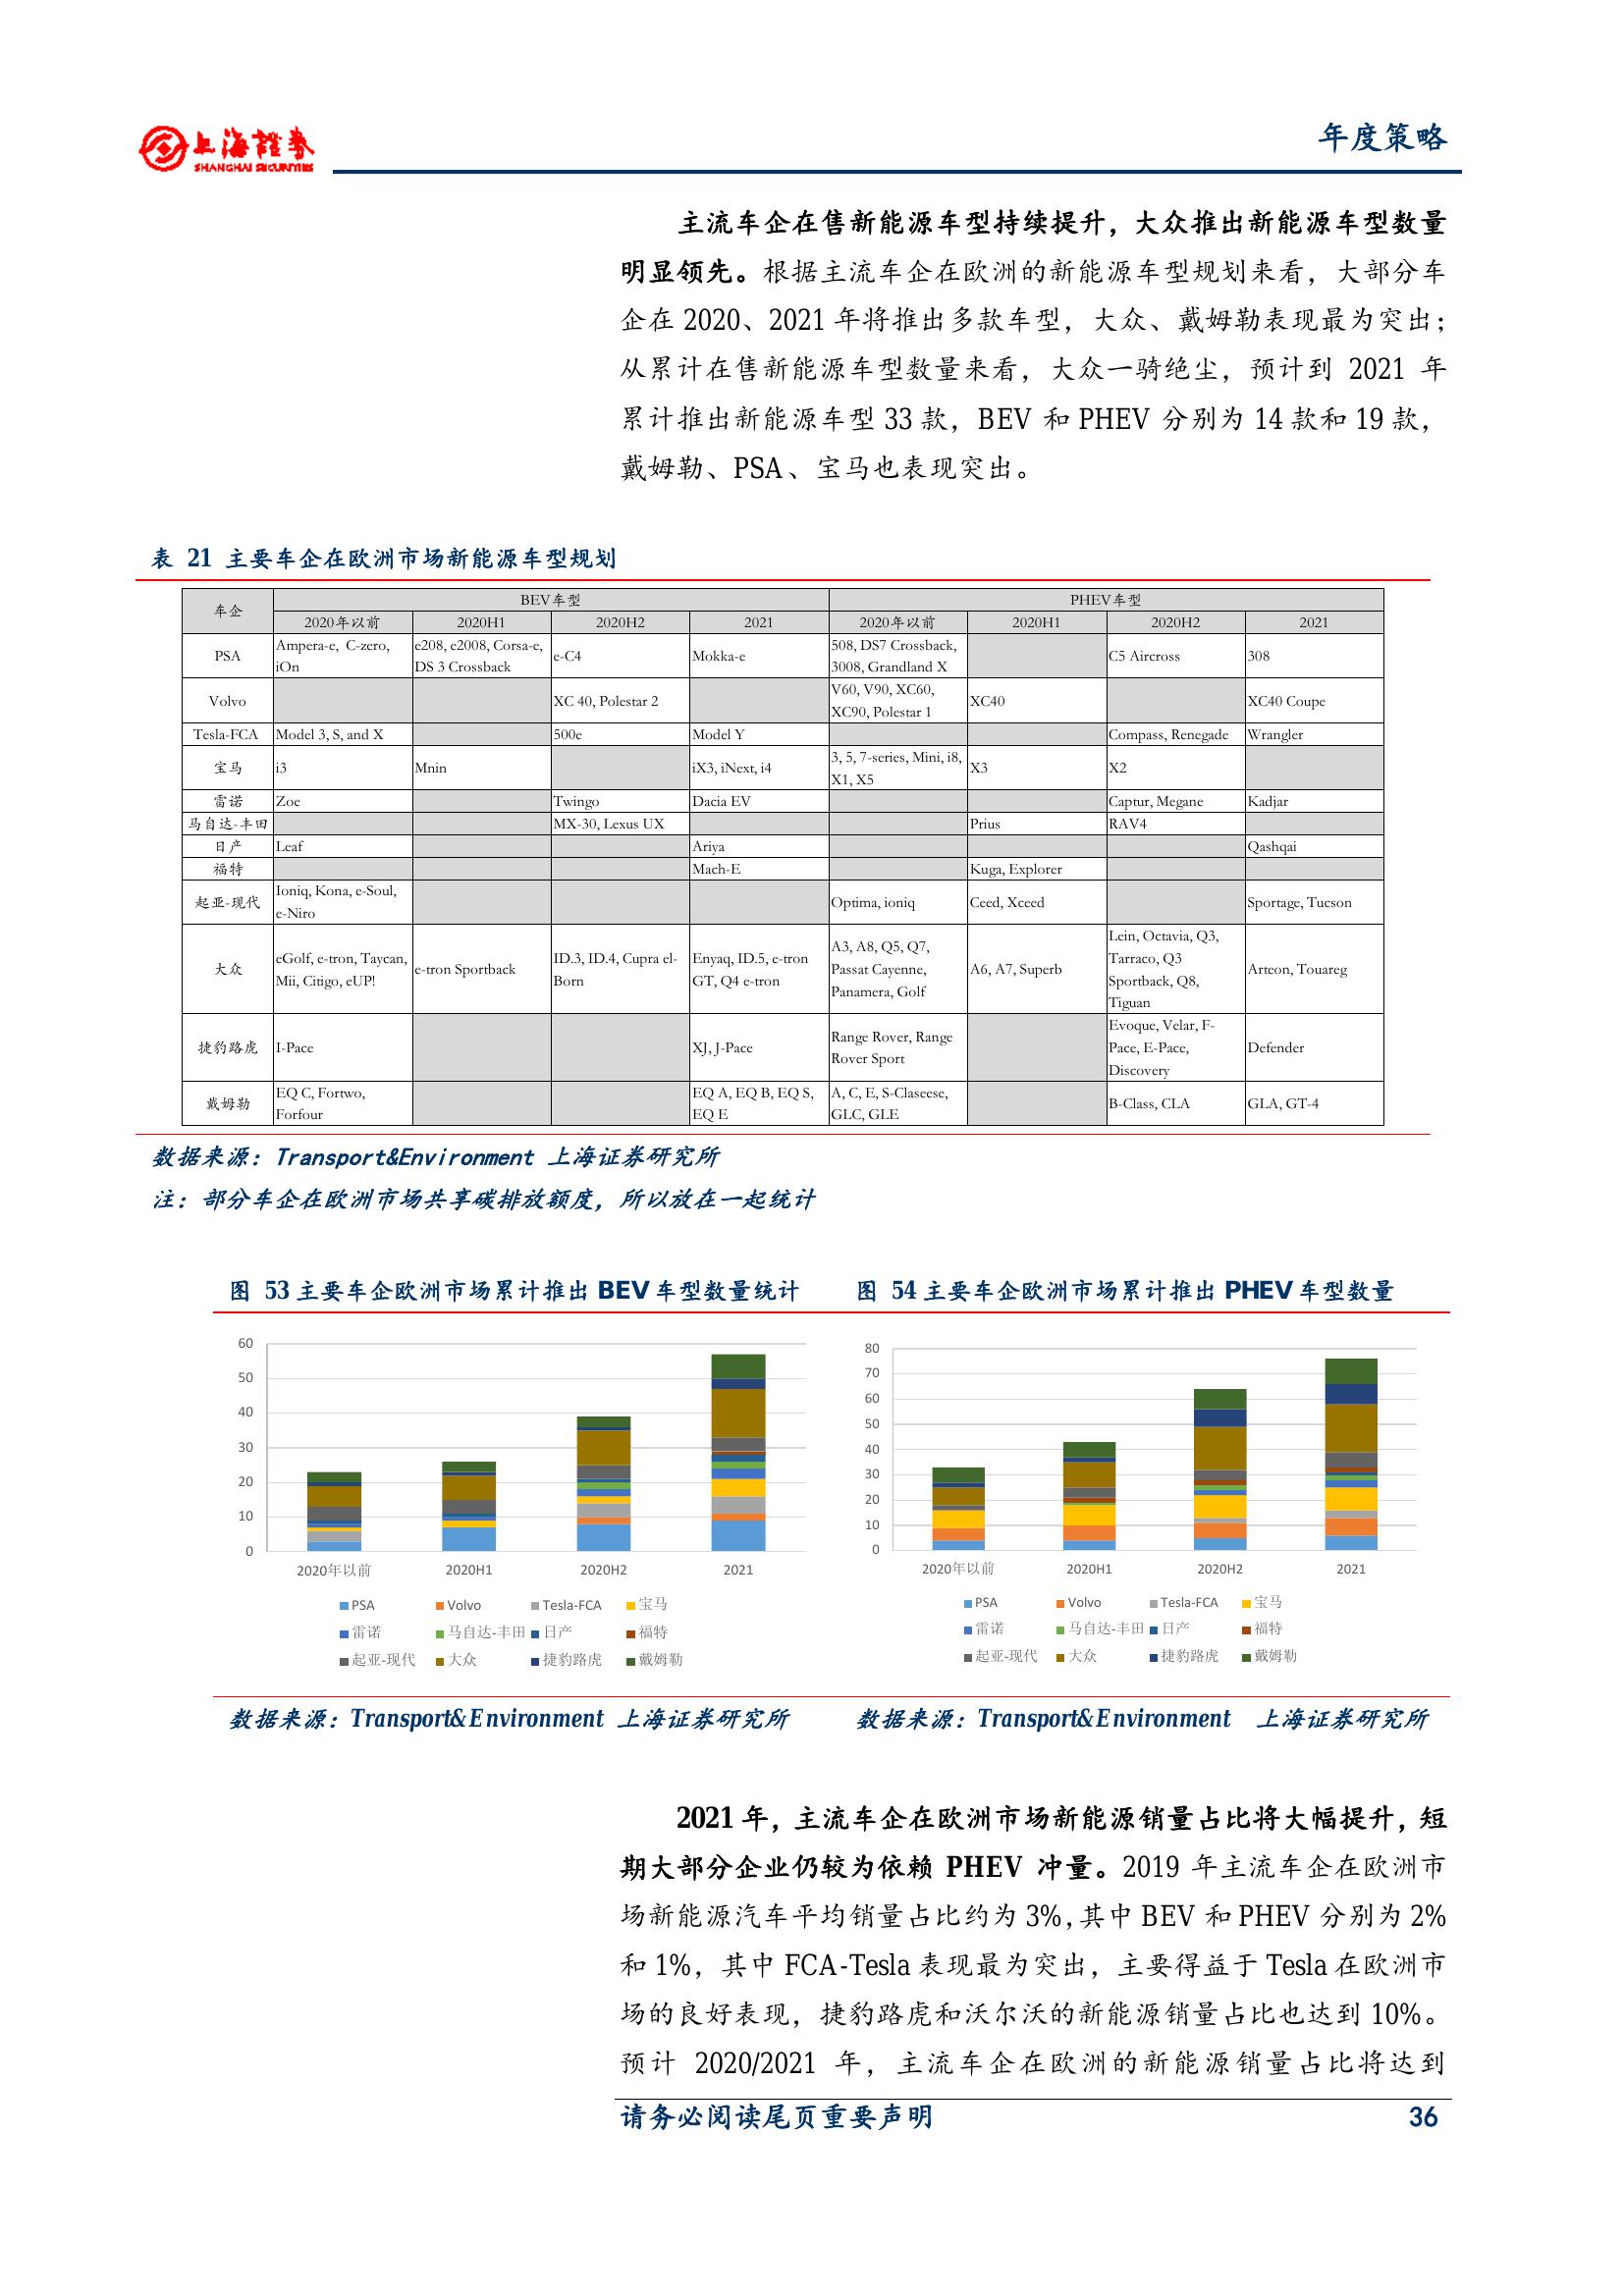 上海證券
SHANGHAI SECURITIES
年度策略
主流车企在售新能源车型持续提升，大众推出新能源车型数量
明显领先。根据主流车企在欧洲的新能源车型规划来看，大部分车
企在 2020、2021 年将推出多款车型，大众、戴姆勒表现最为突出；
从累计在售新能源车型数量来看，大众一骑绝尘，预计到 2021 年
累计推出新能源车型 33 款，BEV 和 PHEV 分别为 14 款和 19 款，
戴姆勒、PSA、宝马也表现突出。
表 21 主要车企在欧洲市场新能源车型规划
车企 BEV车型 PHEV车型
2020年以前 2020H1 2020H2 2021 2020年以前 2020H1 2020H2 2021
PSA
Ampera-e, C-zero,
iOn
e208, e2008, Corsa-e,
DS 3 Crossback
e-C4
Mokka-e
508, DS7 Crossback,
3008, Grandland X
C5 Aircross
308
Volvo
XC 40, Polestar 2
V60, V90, XC60,
XC90, Polestar 1
XC40
XC40 Coupe
Tesla-FCA
Model 3, S, and X
500e
Model Y
Compass, Renegade
Wrangler
宝马
i3
Mnin
iX3, iNext, i4
3, 5, 7-series, Mini, i8,
X1, X5
X3
X2
雷诺
Zoe
Twingo
Dacia EV
Captur, Megane
Kadjar
马自达-丰田
MX-30, Lexus UX
Prius
RAV4
日产
Leaf
Ariya
Qashqai
福特
Mach-E
Kuga, Explorer
起亚-现代
Ioniq, Kona, e-Soul,
e-Niro
Optima, ioniq
Ceed, Xceed
Sportage, Tucson
大众
eGolf, e-tron, Taycan,
Mii, Citigo, eUP!
e-tron Sportback
ID.3, ID.4, Cupra el-
Born
Enyaq, ID.5, e-tron
GT, Q4 e-tron
A3, A8, Q5, Q7,
Passat Cayenne,
Panamera, Golf
A6, A7, Superb
Lein, Octavia, Q3,
Tarraco, Q3
Sportback, Q8,
Tiguan
Arteon, Touareg
捷豹路虎
I-Pace
XJ, J-Pace
Range Rover, Range
Rover Sport
Evoque, Velar, F-
Pace, E-Pace,
Discovery
Defender
戴姆勒
EQ C, Fortwo,
Forfour
EQ A, EQ B, EQ S,
EQ E
A, C, E, S-Claseese,
GLC, GLE
B-Class, CLA
GLA, GT-4
数据来源：Transport&Environment 上海证券研究所
注：部分车企在欧洲市场共享碳排放额度，所以放在一起统计
图 53 主要车企欧洲市场累计推出 BEV 车型数量统计
60
50
40
30
20
10
0
2020年以前 2020H1 2020H2 2021
PSA Volvo Tesla-FCA 宝马
雷诺 马自达-丰田 日产 福特
起亚-现代 大众 捷豹路虎 戴姆勒
数据来源：Transport&Environment 上海证券研究所
图 54 主要车企欧洲市场累计推出 PHEV 车型数量
80
70
60
50
40
30
20
10
0
2020年以前 2020H1 2020H2 2021
PSA Volvo Tesla-FCA 宝马
雷诺 马自达-丰田 日产 福特
起亚-现代 大众 捷豹路虎 戴姆勒
数据来源：Transport&Environment 上海证券研究所
2021 年，主流车企在欧洲市场新能源销量占比将大幅提升，短
期大部分企业仍较为依赖 PHEV 冲量。2019 年主流车企在欧洲市
场新能源汽车平均销量占比约为 3%，其中 BEV 和 PHEV 分别为 2%
和 1%，其中 FCA-Tesla 表现最为突出，主要得益于 Tesla 在欧洲市
场的良好表现，捷豹路虎和沃尔沃的新能源销量占比也达到 10%。
预计 2020/2021 年，主流车企在欧洲的新能源销量占比将达到
请务必阅读尾页重要声明 36